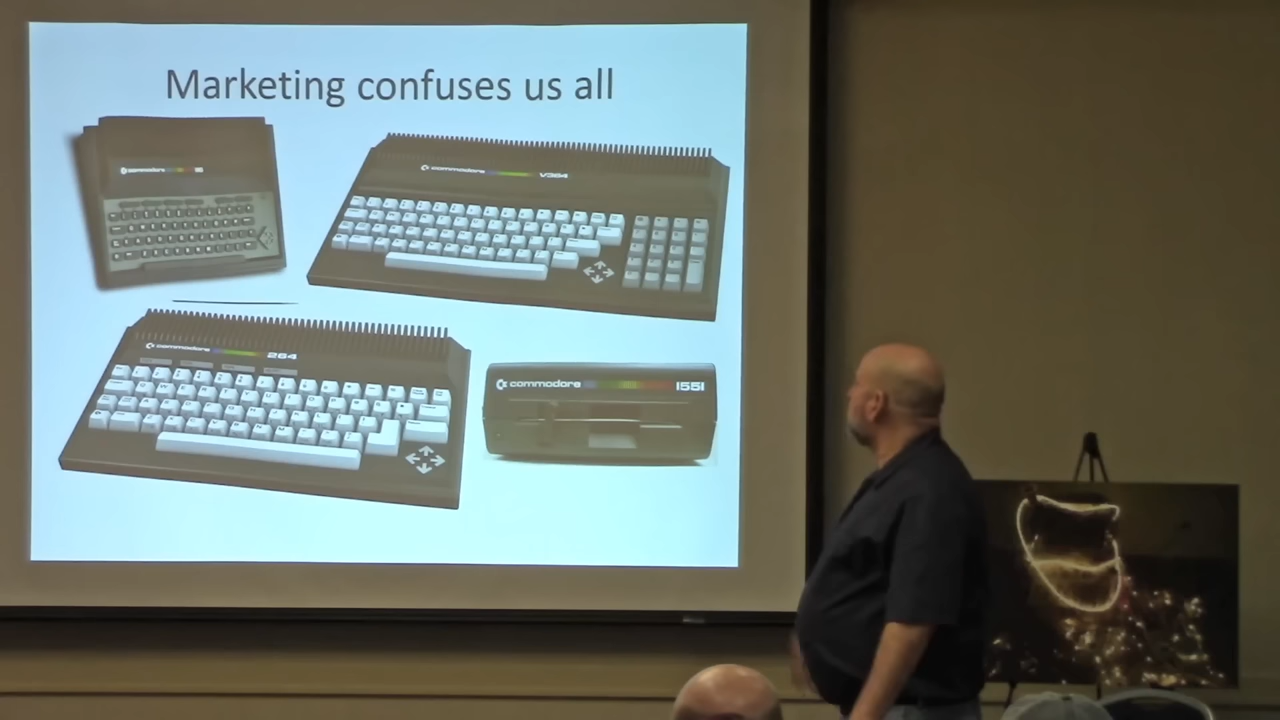 Marketing confuses us all
commodore
commodore V364
commodore 264
commodore 1551